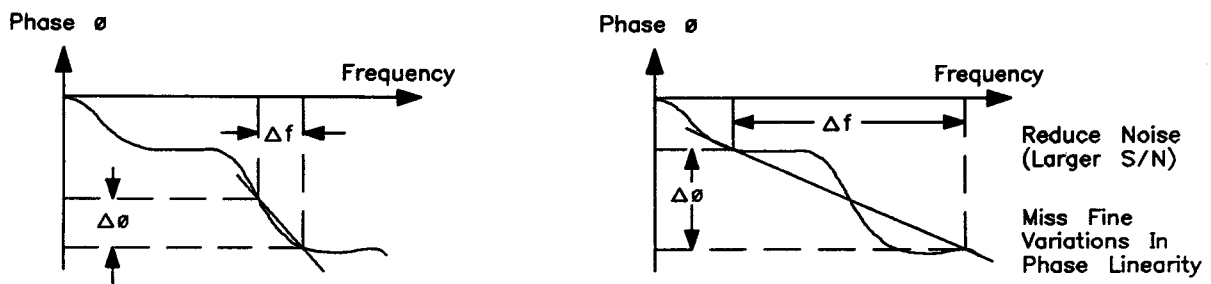 Phase ø
Frequency
Δf
Δø
Phase ø
Frequency
Δf
Δø
Reduce Noise
(Larger S/N)
Miss Fine
Variations In
Phase Linearity